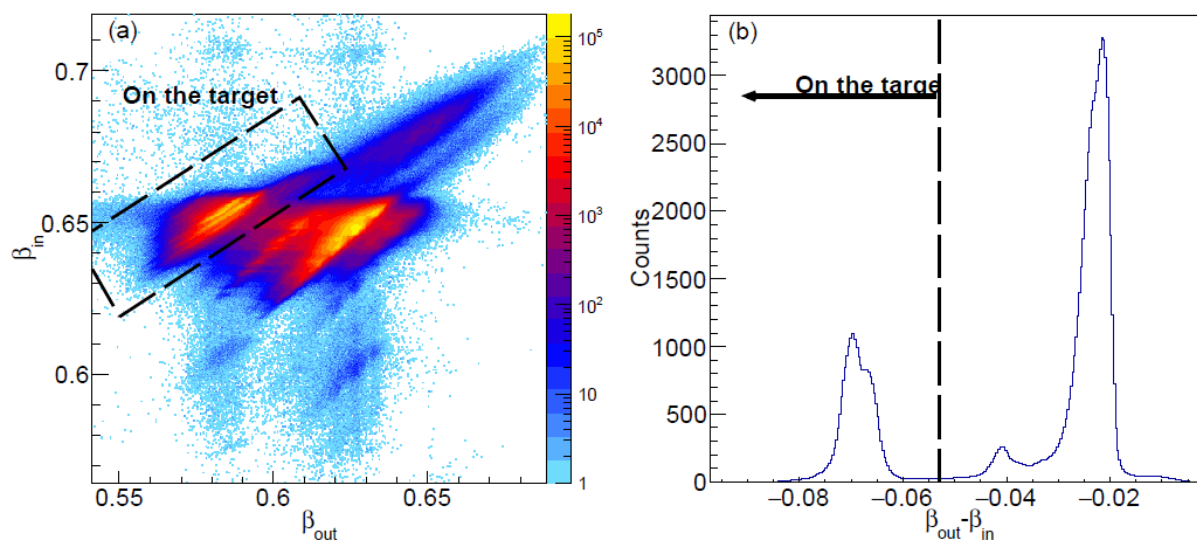 (a)
On the target
0.7
0.65
0.6
β_in
0.55
0.6
0.65
β_out
10^5
10^4
10^3
10^2
10
1
(b)
On the targe
3000
2500
2000
1500
1000
500
0
Counts
−0.08
−0.06
−0.04
−0.02
β_out-β_in